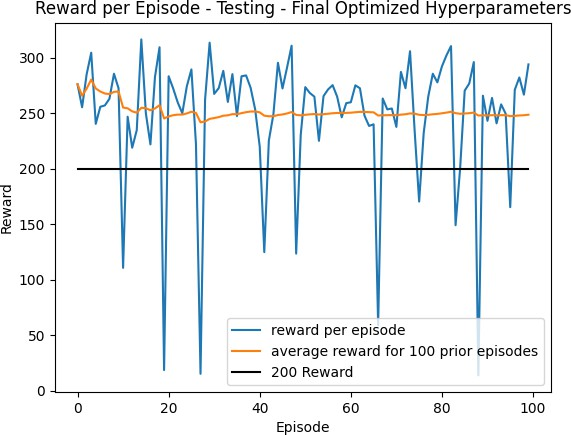 Reward per Episode - Testing - Final Optimized Hyperparameters
300
250
200
150
100
50
0
Reward
reward per episode
average reward for 100 prior episodes
200 Reward
0 20 40 60 80 100
Episode